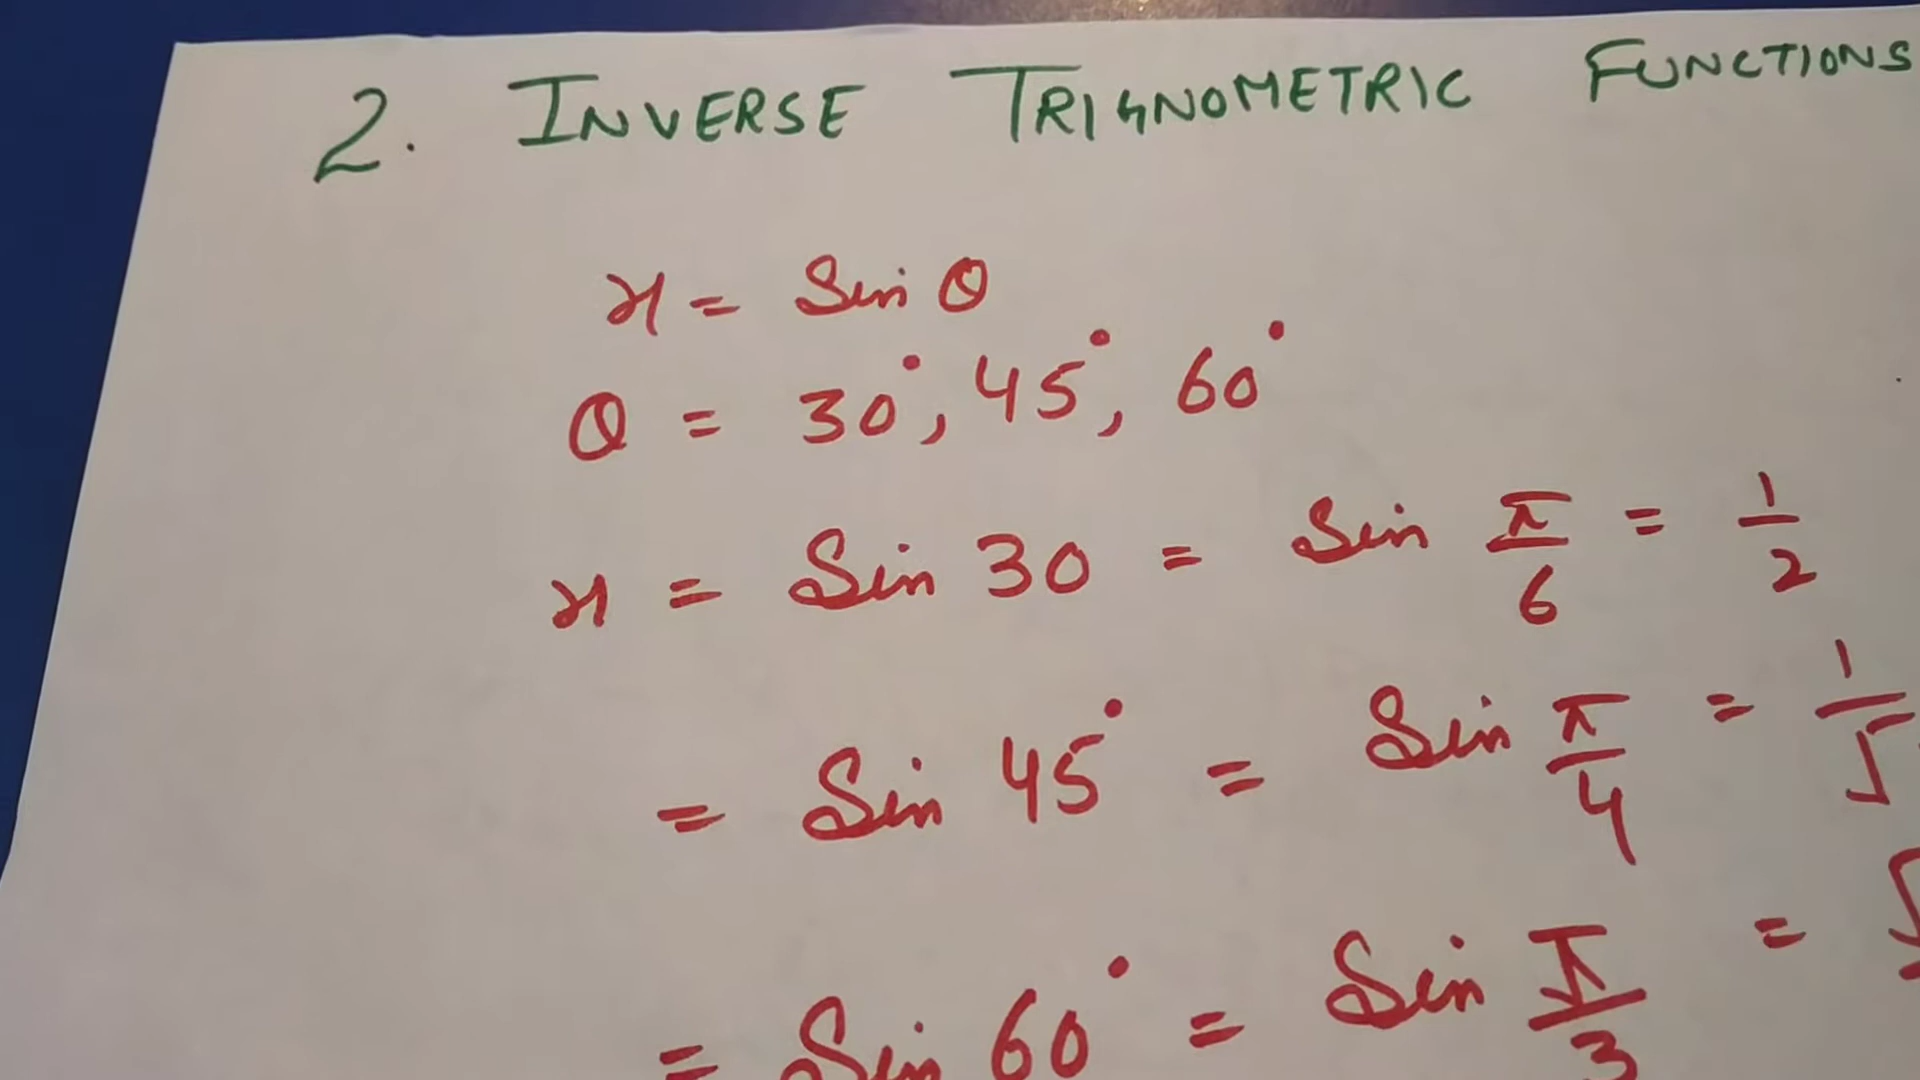 2. INVERSE TRIGNOMETRIC FUNCTIONS
x = Sin θ
θ = 30°, 45°, 60°
x = Sin 30 = Sin π/6 = 1/2
= Sin 45° = Sin π/4 = 1/√
= Sin 60° = Sin π/3 =